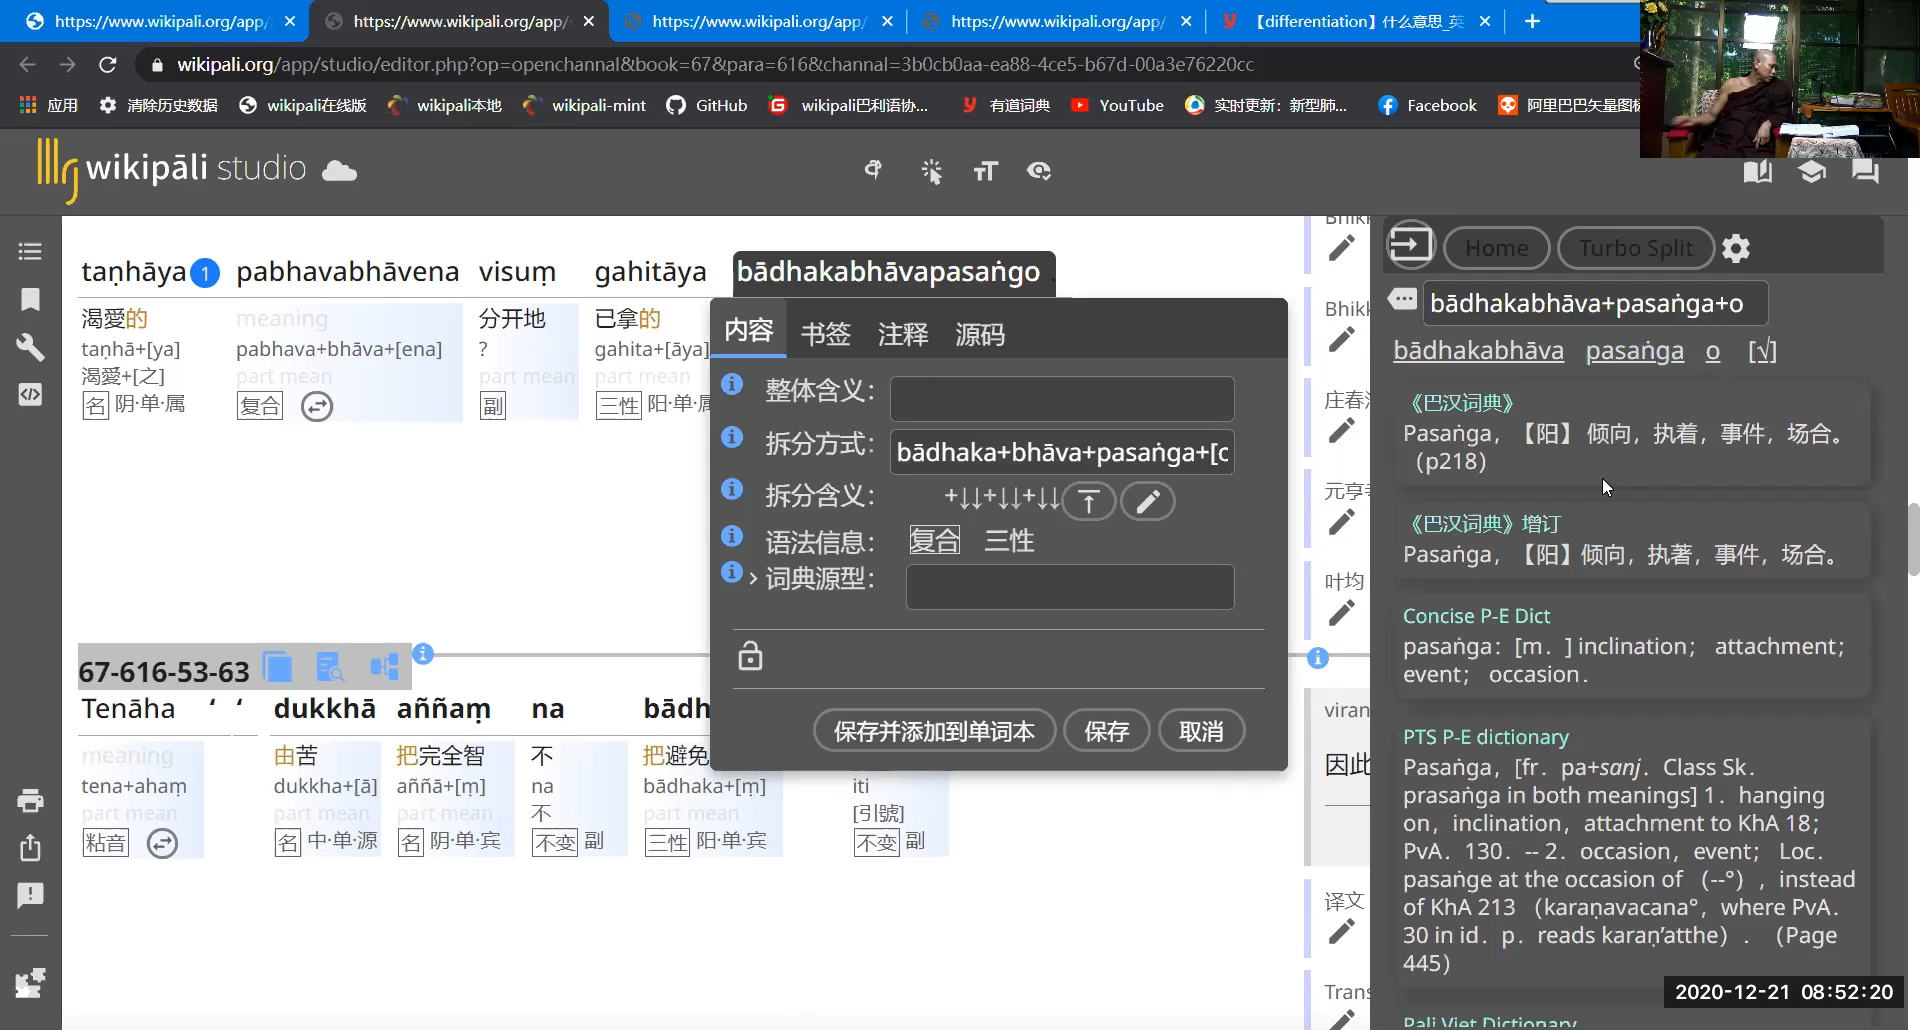 https://www.wikipali.org/app/ https://www.wikipali.org/app/ https://www.wikipali.org/app/ https://www.wikipali.org/app/ 【differentiation】什么意思_英
wikipali.org/app/studio/editor.php?op=openchannal&book=67&para=616&channal=3b0cb0aa-ea88-4ce5-b67d-00a3e76220cc
应用 清除历史数据 wikipali在线版 wikipali本地 wikipali-mint GitHub wikipali巴利语协... 有道词典 YouTube 实时更新：新型肺... Facebook 阿里巴巴矢量图标
wikipāli studio
taṇhāya 1 pabhavabhāvena visuṃ gahitāya bādhakabhāvapasaṅgo
渴愛的 meaning 分开地 已拿的
taṇhā+[ya] pabhava+bhāva+[ena] ? gahita+[āya]
渴愛+[之] part mean part mean part mean
名 阴·单·属 复合 副 三性 阳·单·属
内容 书签 注释 源码
整体含义：
拆分方式： bādhaka+bhāva+pasaṅga+[o
拆分含义： +↓↓+↓↓+↓↓
语法信息： 复合 三性
词典源型：
保存并添加到单词本 保存 取消
67-616-53-63
Tenāha ‘ ‘ dukkhā aññaṃ na bādh
meaning 由苦 把完全智 不 把避免
tena+ahaṃ dukkha+[ā] aññā+[ṃ] na bādhaka+[ṃ] iti
part mean part mean part mean 不 part mean [引號]
粘音 名 中·单·源 名 阴·单·宾 不变 副 三性 阳·单·宾 不变 副
Bhikk
Bhikk
庄春
元亨
叶均
viran
因此
译文
Trans
Home Turbo Split
bādhakabhāva+pasaṅga+o
bādhakabhāva pasaṅga o [√]
《巴汉词典》
Pasaṅga，【阳】 倾向，执着，事件，场合。
（p218)
《巴汉词典》增订
Pasaṅga，【阳】倾向，执著，事件，场合。
Concise P-E Dict
pasaṅga：[m．] inclination； attachment；
event； occasion．
PTS P-E dictionary
Pasaṅga，[fr．pa+sanj．Class Sk．
prasaṅga in both meanings] 1．hanging
on，inclination，attachment to KhA 18；
PvA．130．-- 2．occasion，event； Loc．
pasaṅge at the occasion of （--°），instead
of KhA 213 （karaṇavacana°，where PvA．
30 in id．p．reads karaṇ’atthe）．（Page
445）
Pali Viet Dictionary
2020-12-21 08:52:20